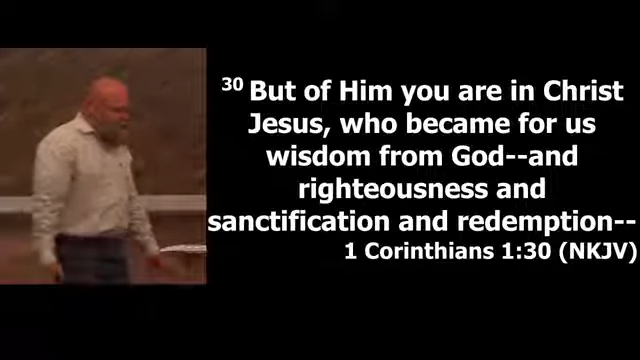 30 But of Him you are in Christ
Jesus, who became for us
wisdom from God--and
righteousness and
sanctification and redemption--
1 Corinthians 1:30 (NKJV)